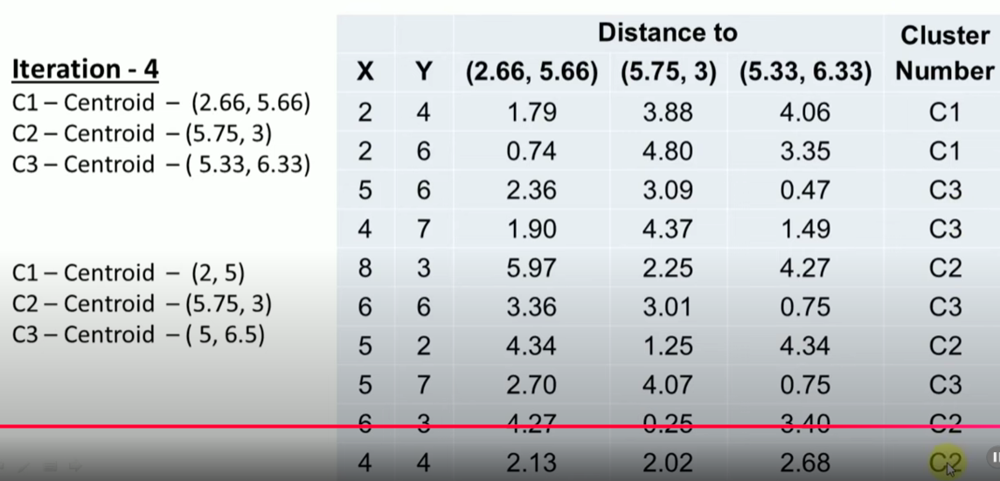 Iteration - 4
C1 – Centroid – (2.66, 5.66)
C2 – Centroid – (5.75, 3)
C3 – Centroid – ( 5.33, 6.33)
C1 – Centroid – (2, 5)
C2 – Centroid – (5.75, 3)
C3 – Centroid – ( 5, 6.5)
Distance to Cluster
X Y (2.66, 5.66) (5.75, 3) (5.33, 6.33) Number
2 4 1.79 3.88 4.06 C1
2 6 0.74 4.80 3.35 C1
5 6 2.36 3.09 0.47 C3
4 7 1.90 4.37 1.49 C3
8 3 5.97 2.25 4.27 C2
6 6 3.36 3.01 0.75 C3
5 2 4.34 1.25 4.34 C2
5 7 2.70 4.07 0.75 C3
6 3 4.27 0.25 3.40 C2
4 4 2.13 2.02 2.68 C2